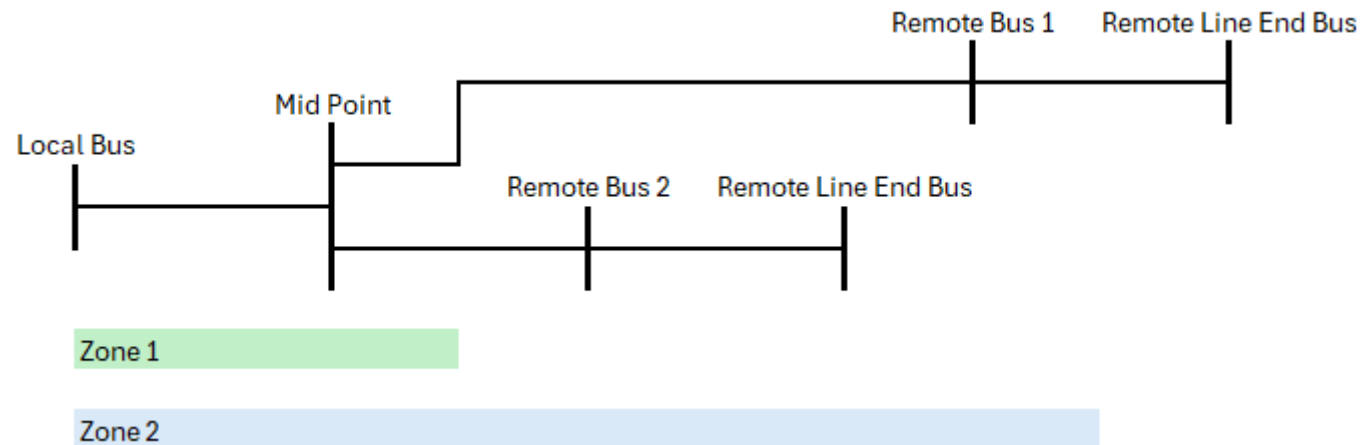 Remote Bus 1
Remote Line End Bus
Mid Point
Local Bus
Remote Bus 2
Remote Line End Bus
Zone 1
Zone 2